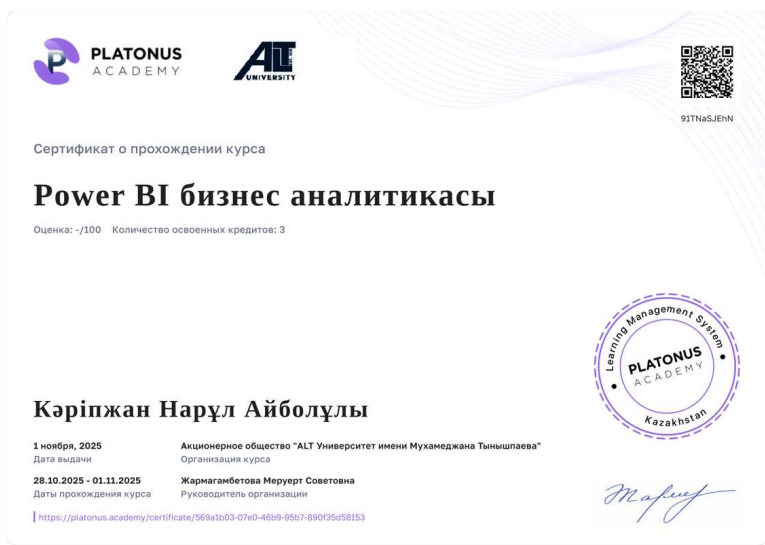 PLATONUS
ACADEMY
ALT
UNIVERSITY
91TNaSJEhN
Сертификат о прохождении курса
Power BI бизнес аналитикасы
Оценка: -/100 Количество освоенных кредитов: 3
Learning Management System
PLATONUS
ACADEMY
Kazakhstan
Кәріпжан Нарұл Айболұлы
1 ноября, 2025 Акционерное общество "ALT Университет имени Мухамеджана Тынышпаева"
Дата выдачи Организация курса
28.10.2025 - 01.11.2025 Жармагамбетова Меруерт Советовна
Даты прохождения курса Руководитель организации
https://platonus.academy/certificate/569a1b03-07e0-46b9-95b7-890f35d58153